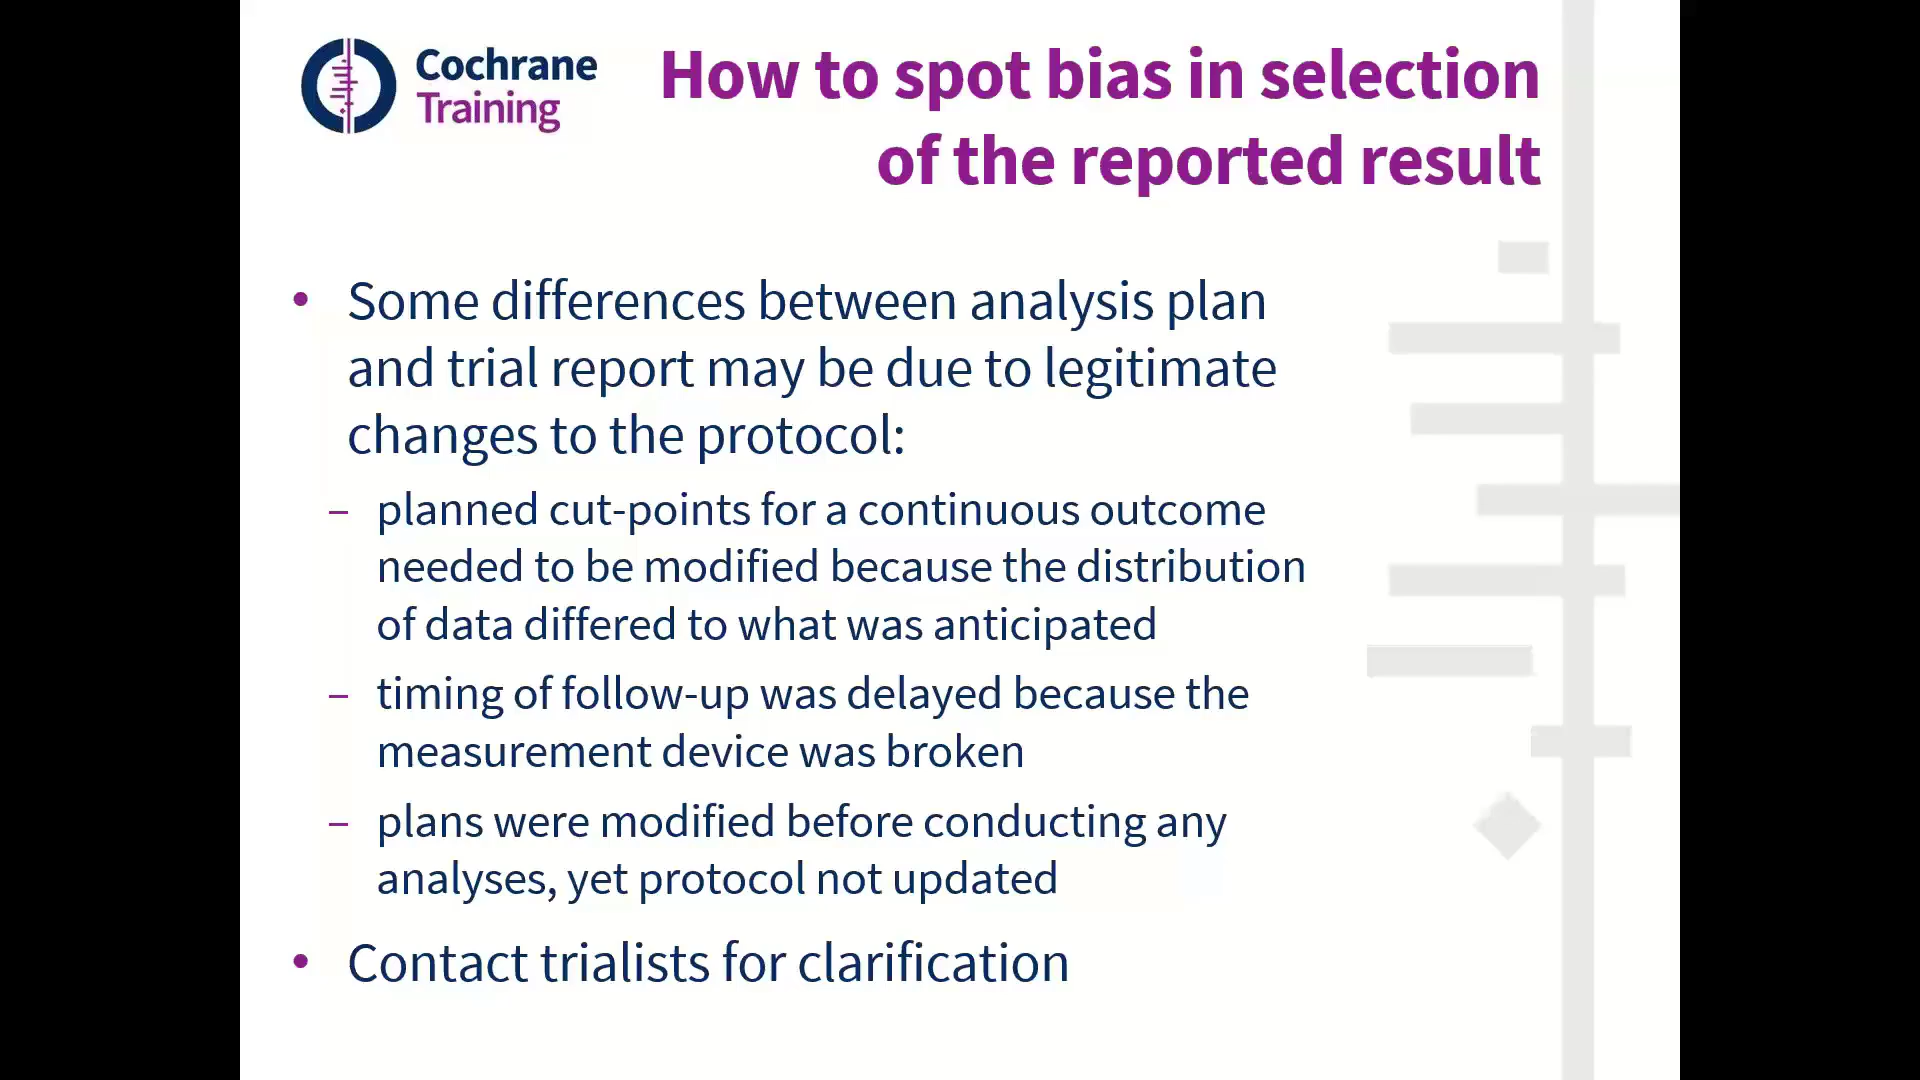 Cochrane
Training
How to spot bias in selection
of the reported result
• Some differences between analysis plan
and trial report may be due to legitimate
changes to the protocol:
– planned cut-points for a continuous outcome
needed to be modified because the distribution
of data differed to what was anticipated
– timing of follow-up was delayed because the
measurement device was broken
– plans were modified before conducting any
analyses, yet protocol not updated
• Contact trialists for clarification